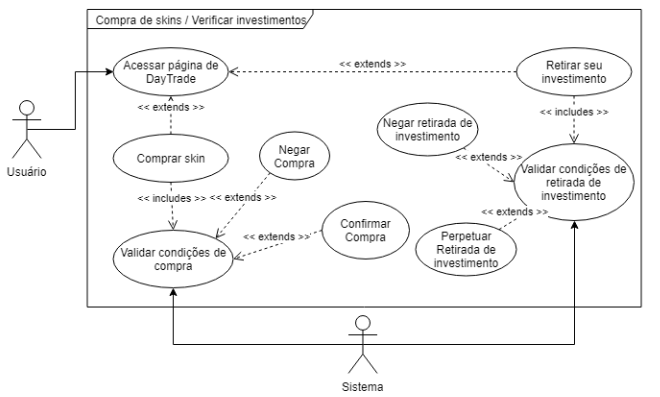 Compra de skins / Verificar investimentos
Acessar página de
DayTrade
<< extends >>
Retirar seu
investimento
<< extends >>
<< includes >>
Negar retirada de
investimento
Usuário
Comprar skin
Negar
Compra
<< extends >>
Validar condições de
retirada de
investimento
<< includes >>
<< extends >>
<< extends >>
Confirmar
Compra
<< extends >>
Perpetuar
Retirada de
investimento
Validar condições de
compra
Sistema